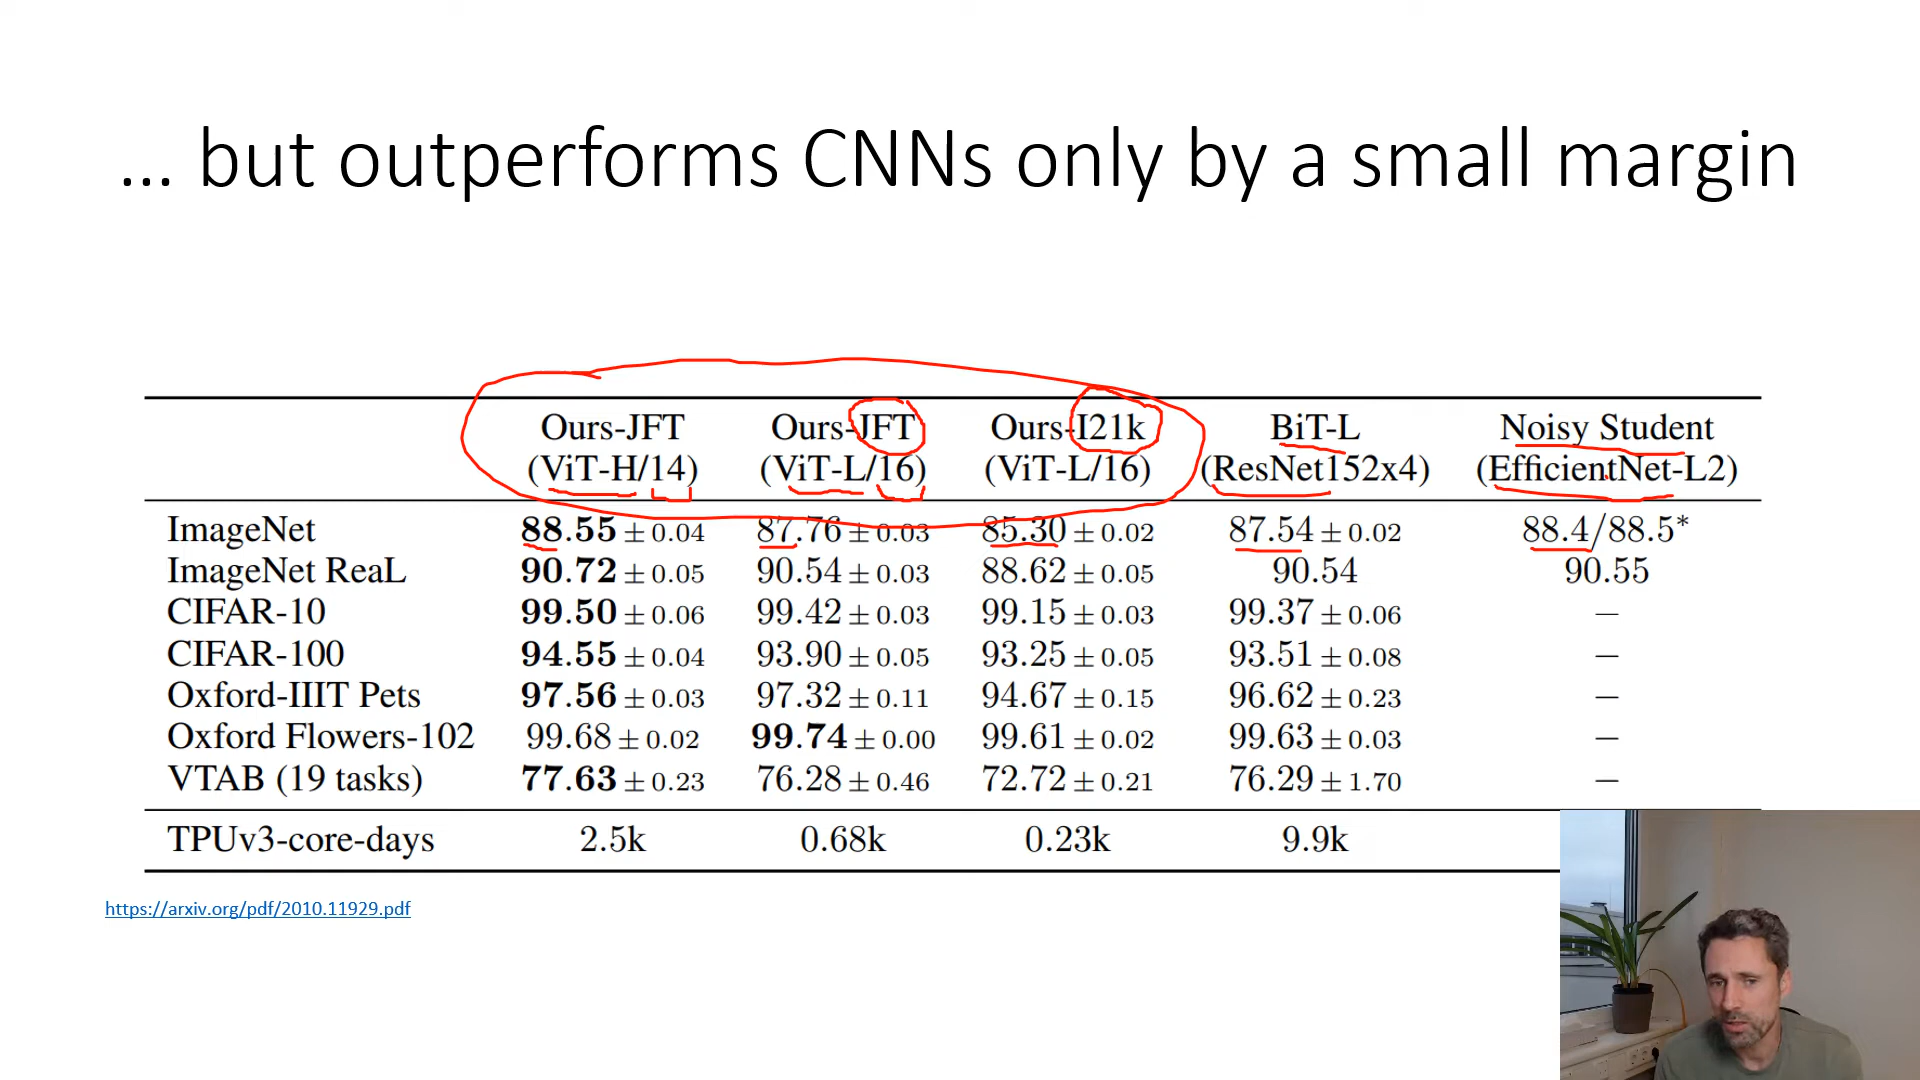 ... but outperforms CNNs only by a small margin
Ours-JFT Ours-JFT Ours-I21k BiT-L Noisy Student
(ViT-H/14) (ViT-L/16) (ViT-L/16) (ResNet152x4) (EfficientNet-L2)
ImageNet 88.55 ± 0.04 87.76 ± 0.03 85.30 ± 0.02 87.54 ± 0.02 88.4/88.5*
ImageNet ReaL 90.72 ± 0.05 90.54 ± 0.03 88.62 ± 0.05 90.54 90.55
CIFAR-10 99.50 ± 0.06 99.42 ± 0.03 99.15 ± 0.03 99.37 ± 0.06 –
CIFAR-100 94.55 ± 0.04 93.90 ± 0.05 93.25 ± 0.05 93.51 ± 0.08 –
Oxford-IIIT Pets 97.56 ± 0.03 97.32 ± 0.11 94.67 ± 0.15 96.62 ± 0.23 –
Oxford Flowers-102 99.68 ± 0.02 99.74 ± 0.00 99.61 ± 0.02 99.63 ± 0.03 –
VTAB (19 tasks) 77.63 ± 0.23 76.28 ± 0.46 72.72 ± 0.21 76.29 ± 1.70 –
TPUv3-core-days 2.5k 0.68k 0.23k 9.9k
https://arxiv.org/pdf/2010.11929.pdf